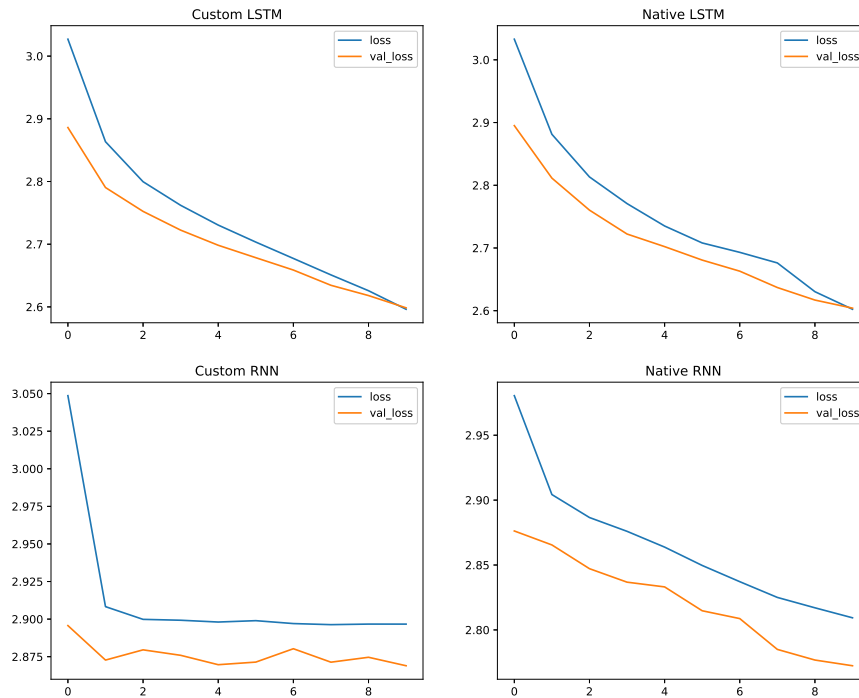 Custom LSTM
loss
val_loss
3.0
2.9
2.8
2.7
2.6
0 2 4 6 8
Native LSTM
loss
val_loss
3.0
2.9
2.8
2.7
2.6
0 2 4 6 8
Custom RNN
loss
val_loss
3.050
3.025
3.000
2.975
2.950
2.925
2.900
2.875
0 2 4 6 8
Native RNN
loss
val_loss
2.95
2.90
2.85
2.80
0 2 4 6 8